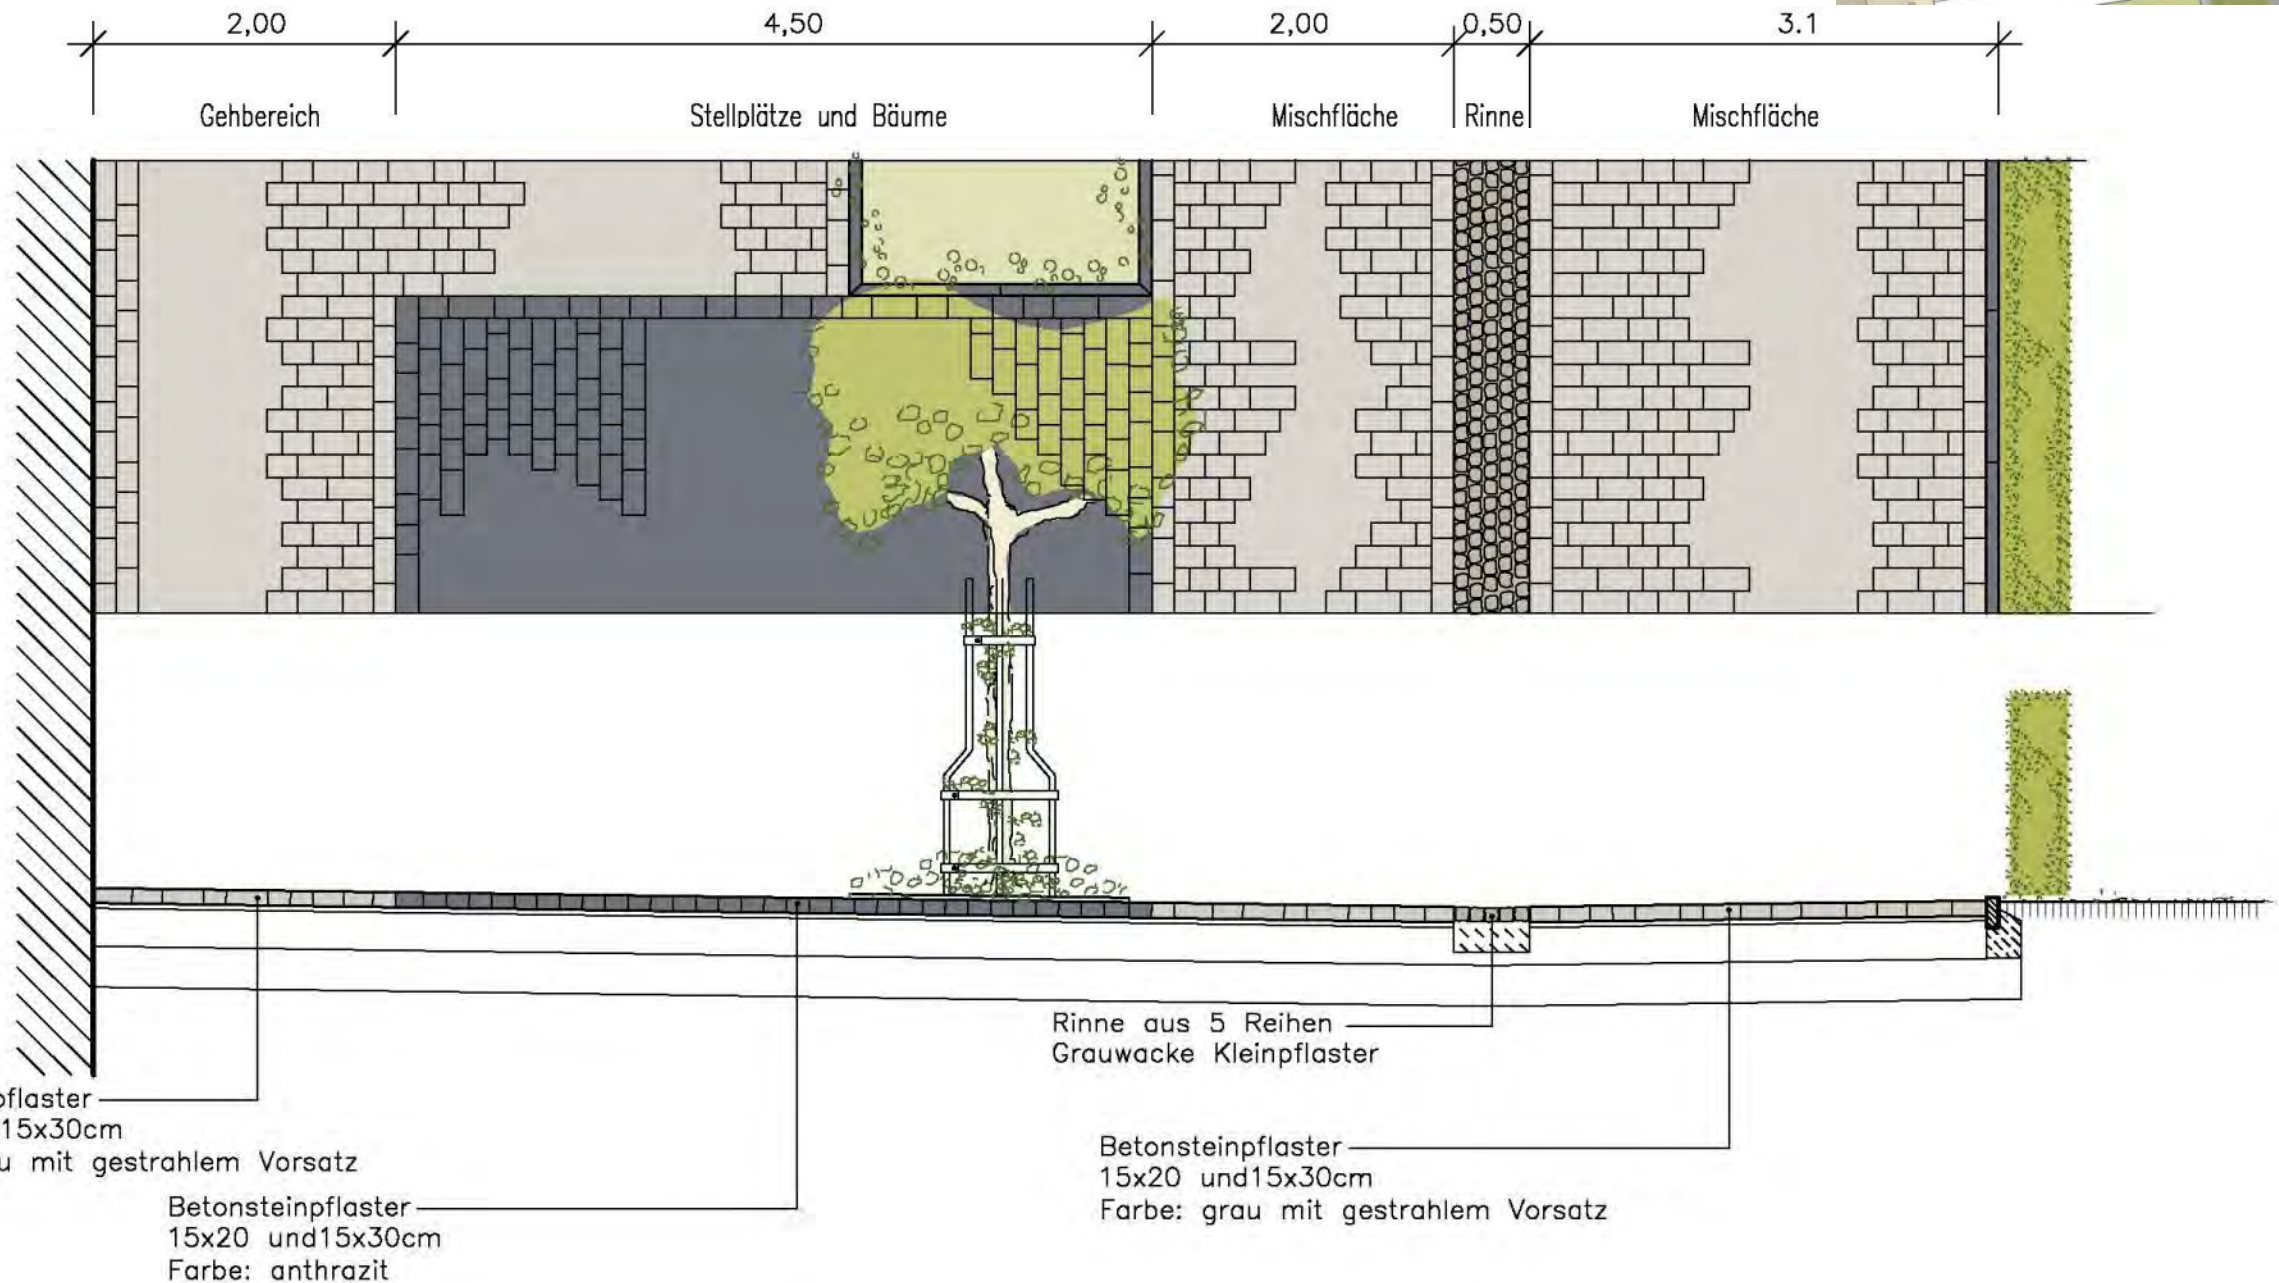 2,00 4,50 2,00 0,50 3.1
Gehbereich Stellplätze und Bäume Mischfläche Rinne Mischfläche
Rinne aus 5 Reihen
Grauwacke Kleinpflaster
pflaster
15x30cm
u mit gestrahlem Vorsatz
Betonsteinpflaster
15x20 und15x30cm
Farbe: grau mit gestrahlem Vorsatz
Betonsteinpflaster
15x20 und15x30cm
Farbe: anthrazit